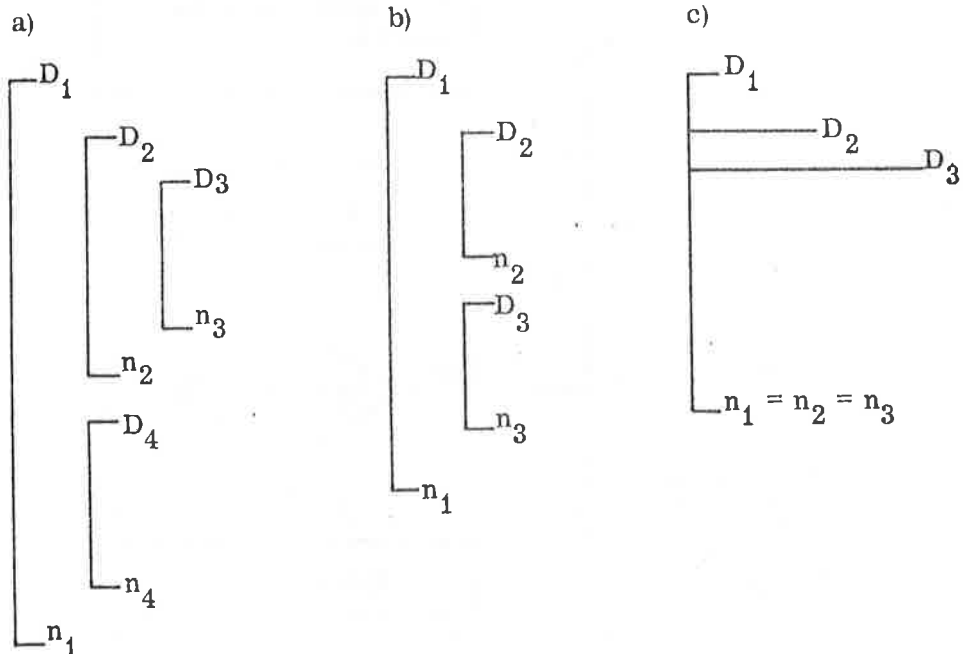 a)
D₁
D₂
D₃
n₃
n₂
D₄
n₄
n₁
b)
D₁
D₂
n₂
D₃
n₃
n₁
c)
D₁
D₂
D₃
n₁ = n₂ = n₃